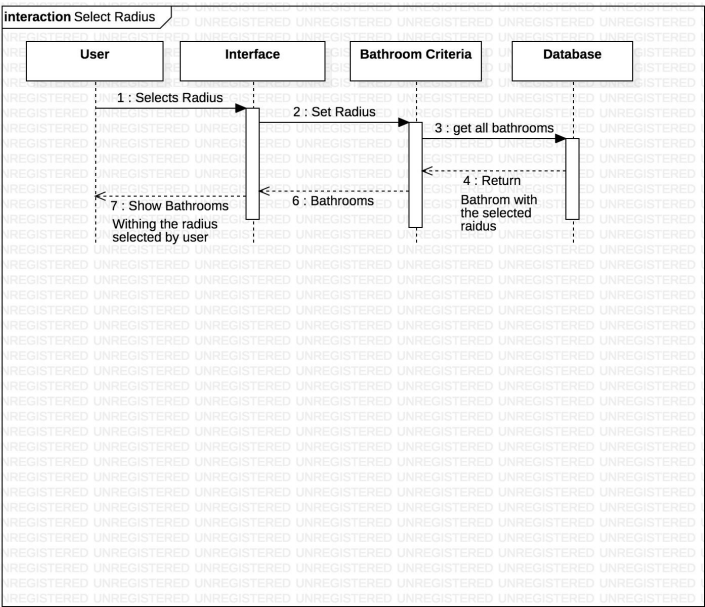 interaction Select Radius
User
Interface
Bathroom Criteria
Database
1 : Selects Radius
2 : Set Radius
3 : get all bathrooms
4 : Return
Bathrom with
the selected
raidus
6 : Bathrooms
7 : Show Bathrooms
Withing the radius
selected by user
UNREGISTERED